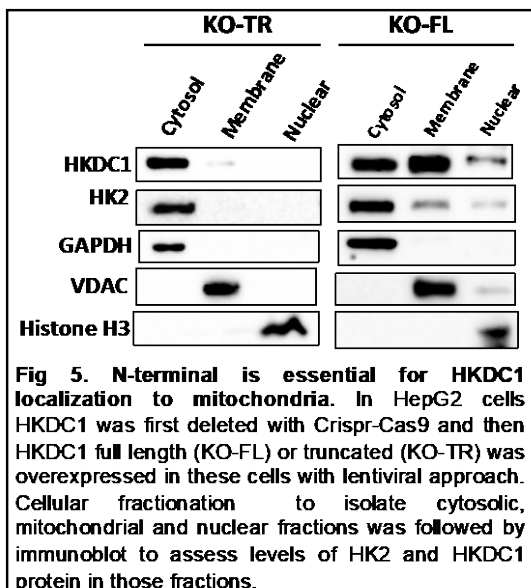 KO-TR KO-FL
Cytosol Membrane Nuclear Cytosol Membrane Nuclear
HKDC1
HK2
GAPDH
VDAC
Histone H3
Fig 5. N-terminal is essential for HKDC1
localization to mitochondria. In HepG2 cells
HKDC1 was first deleted with Crispr-Cas9 and then
HKDC1 full length (KO-FL) or truncated (KO-TR) was
overexpressed in these cells with lentiviral approach.
Cellular fractionation to isolate cytosolic,
mitochondrial and nuclear fractions was followed by
immunoblot to assess levels of HK2 and HKDC1
protein in those fractions.